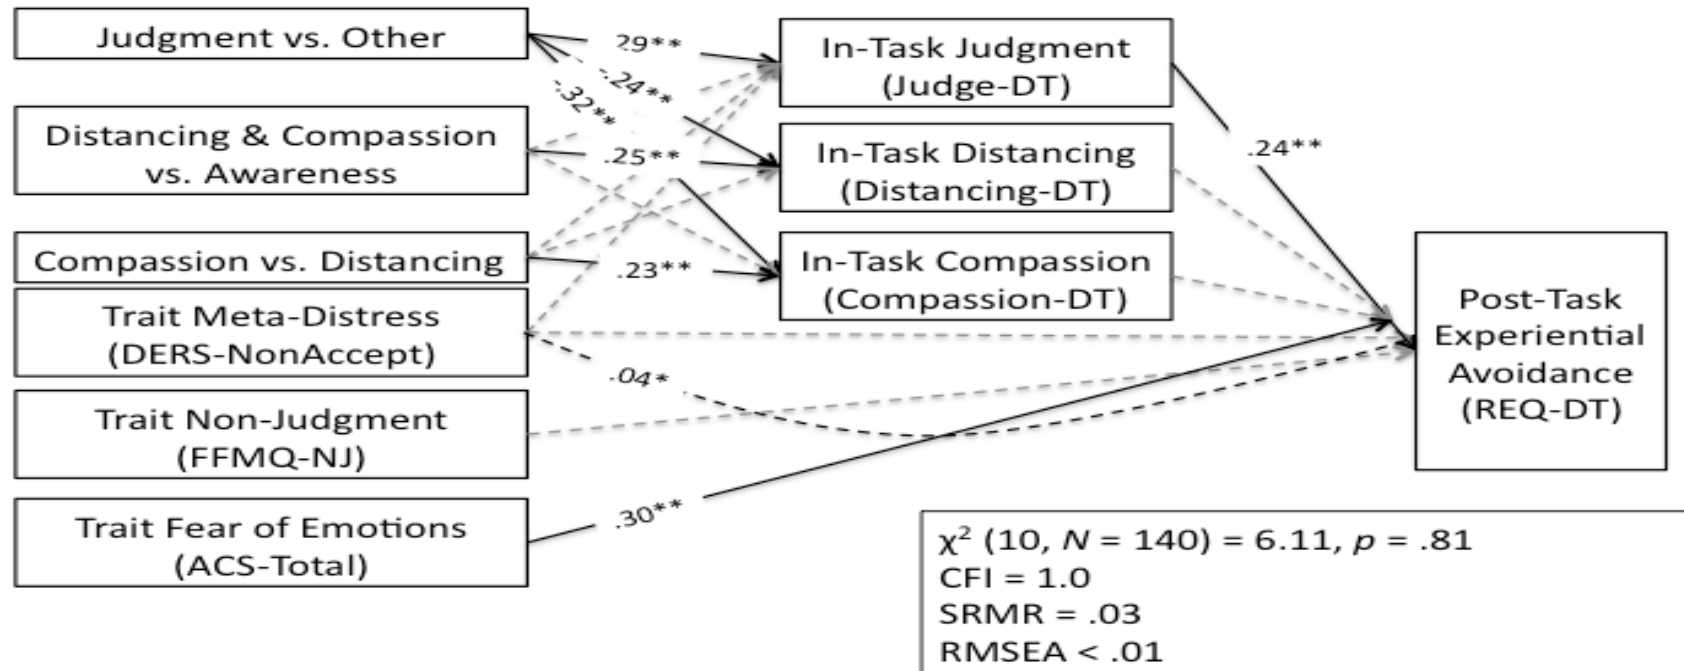 Judgment vs. Other
Distancing & Compassion
vs. Awareness
Compassion vs. Distancing
Trait Meta-Distress
(DERS-NonAccept)
Trait Non-Judgment
(FFMQ-NJ)
Trait Fear of Emotions
(ACS-Total)
.29**
-.24**
-.32**
.25**
.23**
.04*
.30**
In-Task Judgment
(Judge-DT)
In-Task Distancing
(Distancing-DT)
In-Task Compassion
(Compassion-DT)
.24**
Post-Task
Experiential
Avoidance
(REQ-DT)
χ² (10, N = 140) = 6.11, p = .81
CFI = 1.0
SRMR = .03
RMSEA < .01